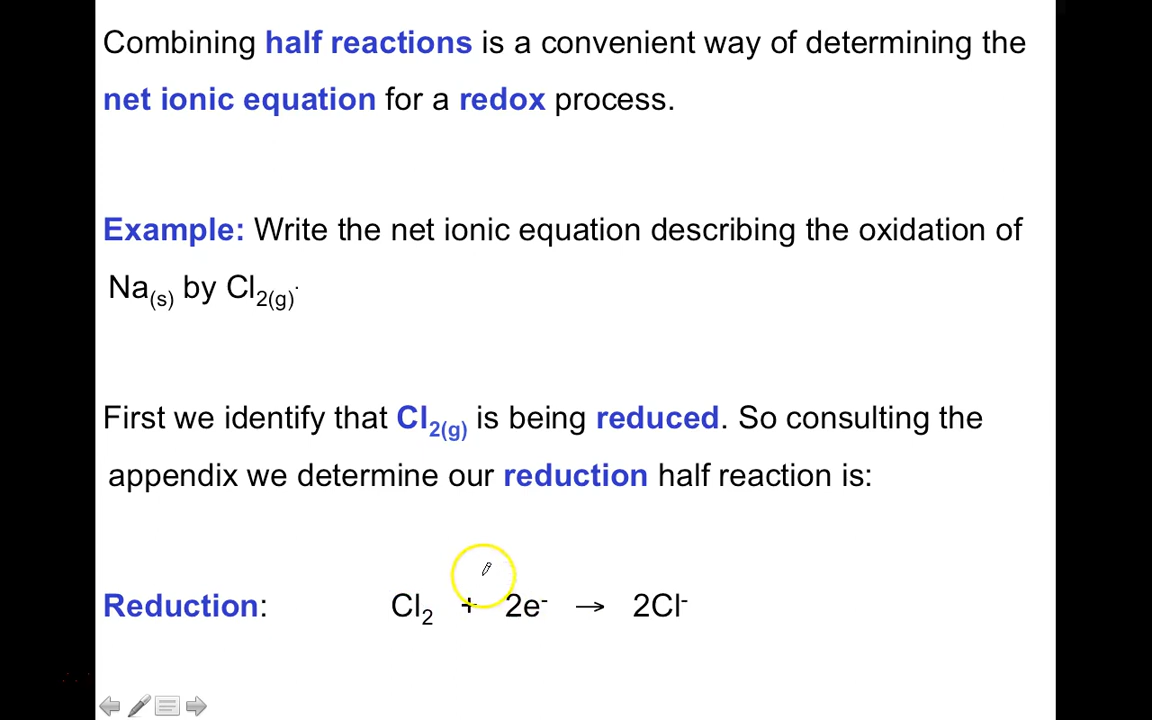 Combining half reactions is a convenient way of determining the
net ionic equation for a redox process.
Example: Write the net ionic equation describing the oxidation of
Na(s) by Cl2(g).
First we identify that Cl2(g) is being reduced. So consulting the
appendix we determine our reduction half reaction is:
Reduction: Cl2 + 2e- → 2Cl-